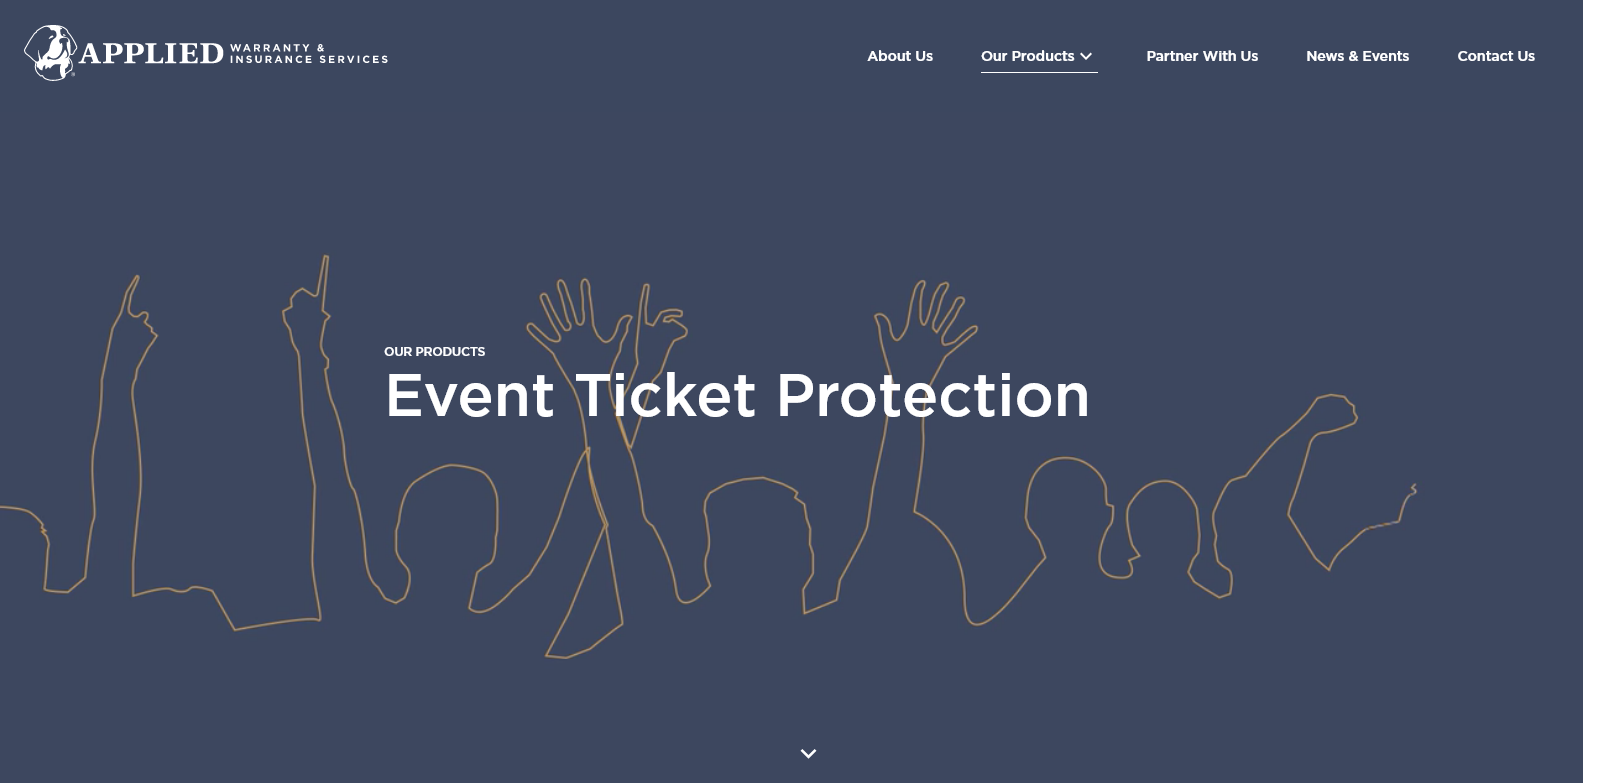 APPLIED WARRANTY &
INSURANCE SERVICES
About Us
Our Products
Partner With Us
News & Events
Contact Us
OUR PRODUCTS
Event Ticket Protection